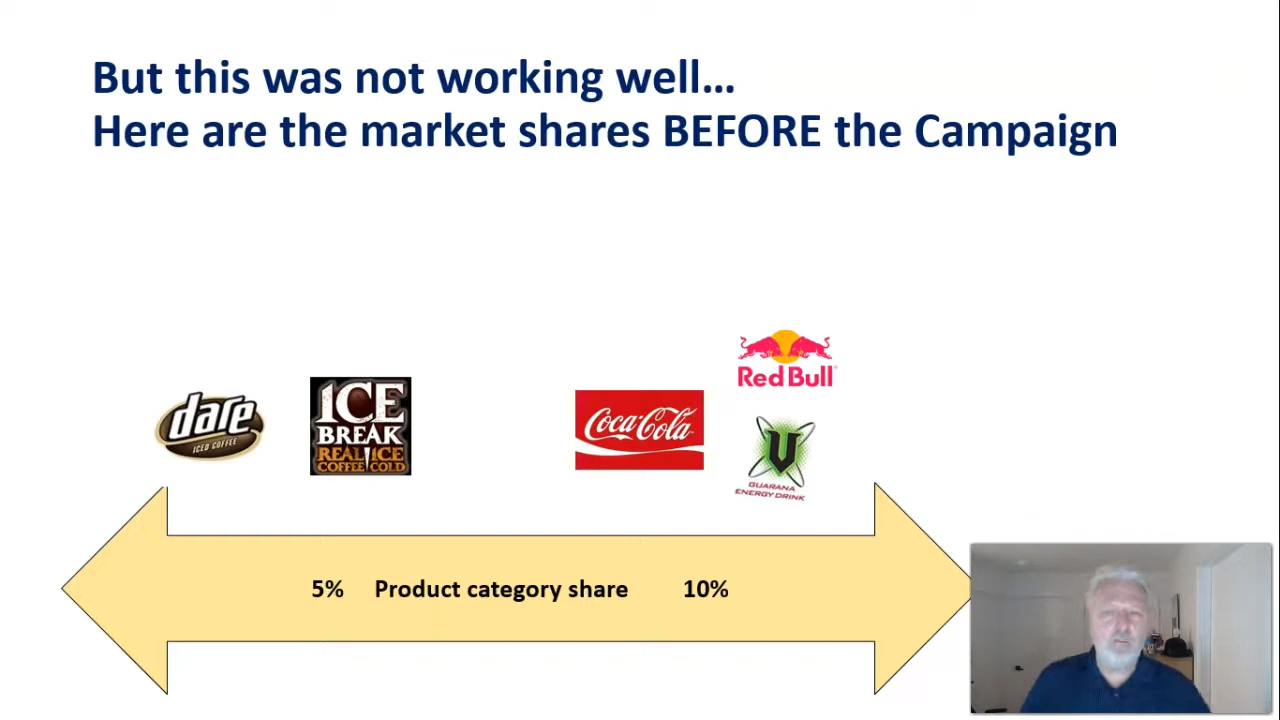 But this was not working well...
Here are the market shares BEFORE the Campaign
dare
ICED COFFEE
ICE
BREAK
REAL ICE
COFFEE COLD
Coca-Cola
Red Bull
V
GUARANA
ENERGY DRINK
5% Product category share 10%